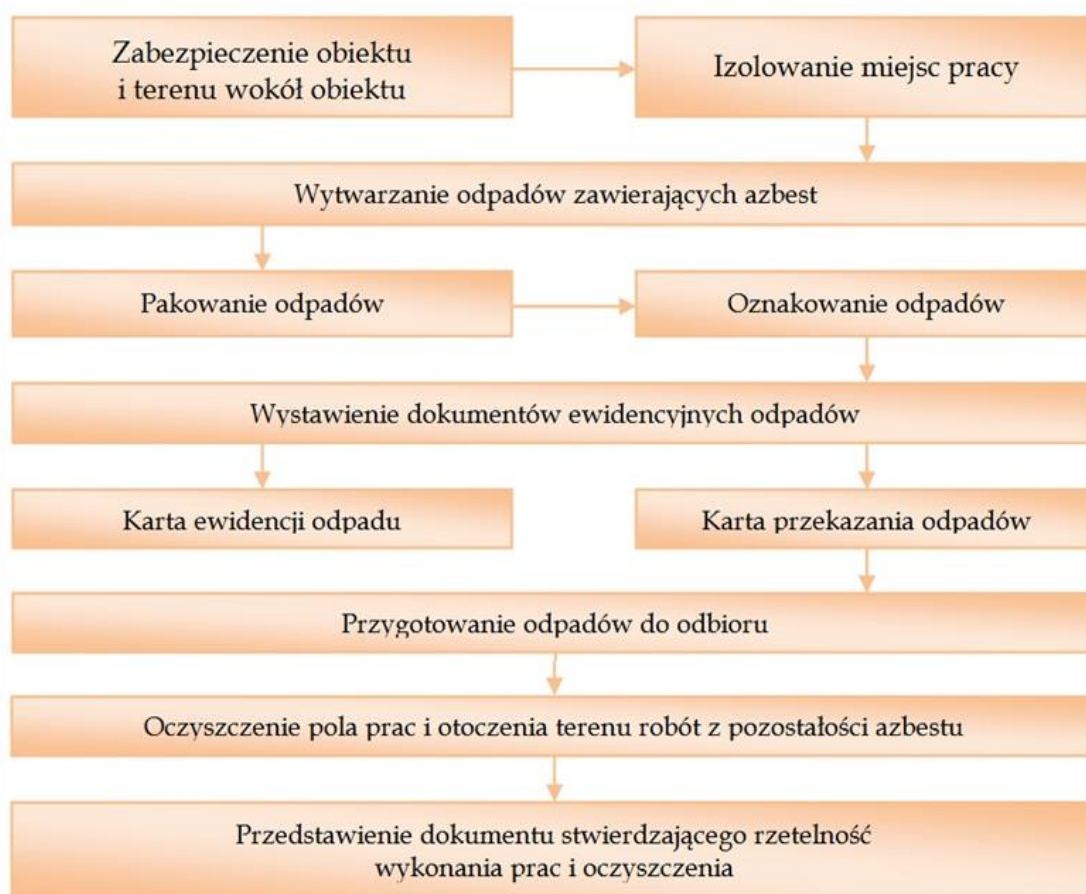 Zabezpieczenie obiektu
i terenu wokół obiektu
Izolowanie miejsc pracy
Wytwarzanie odpadów zawierających azbest
Pakowanie odpadów
Oznakowanie odpadów
Wystawienie dokumentów ewidencyjnych odpadów
Karta ewidencji odpadu
Karta przekazania odpadów
Przygotowanie odpadów do odbioru
Oczyszczenie pola prac i otoczenia terenu robót z pozostałości azbestu
Przedstawienie dokumentu stwierdzającego rzetelność
wykonania prac i oczyszczenia